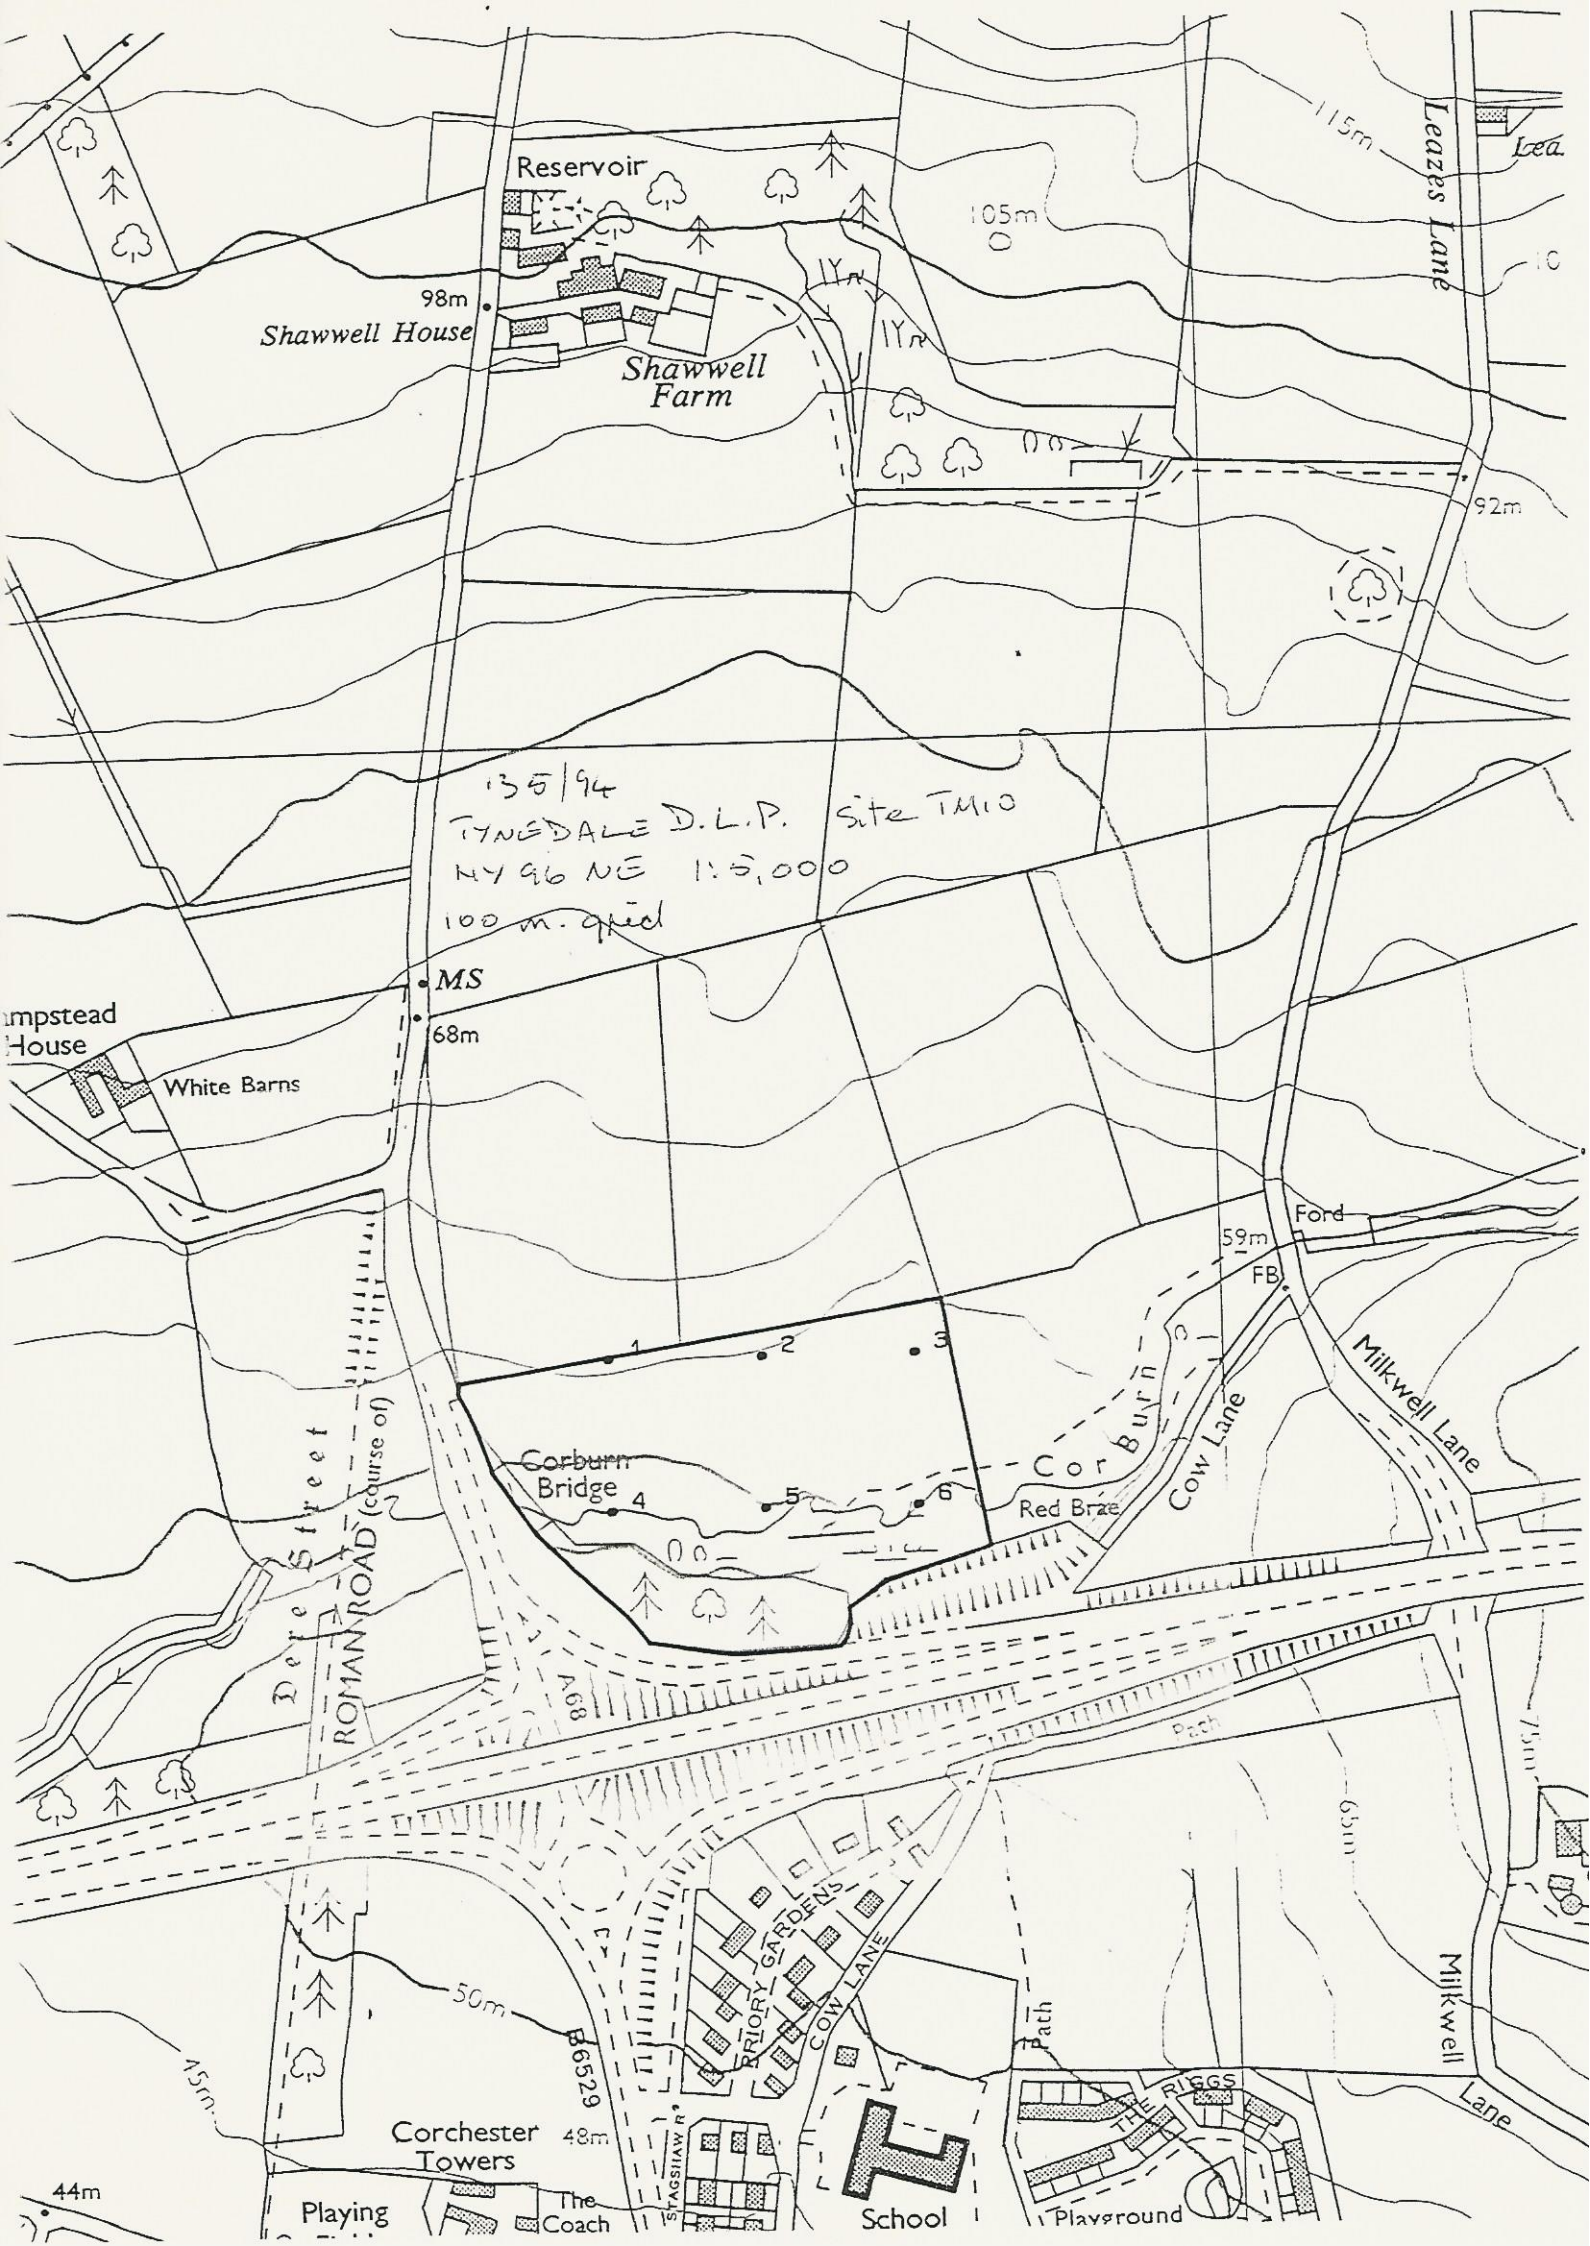 115m
Leazes Lane
Lea
Reservoir
105m
98m
Shawwell House
Shawwell
Farm
92m
135/94
TYNEDALE D.L.P. Site TM10
NY 96 NE 1:5,000
100 m. grid
MS
68m
mpstead
House
White Barns
Ford
59m
FB
1
2
3
Milkwell Lane
Cor Burn
Cow Lane
Corburn
Bridge
4
5
6
Red Brae
Dere Street
ROMAN ROAD (course of)
A68
Path
75m
65m
PRIORY GARDENS
COW LANE
50m
45m
B6529
Path
Milkwell
Lane
THE RIGGS
Corchester
Towers
48m
STAGSHAW Rd
44m
Playing
The
Coach
School
Playground